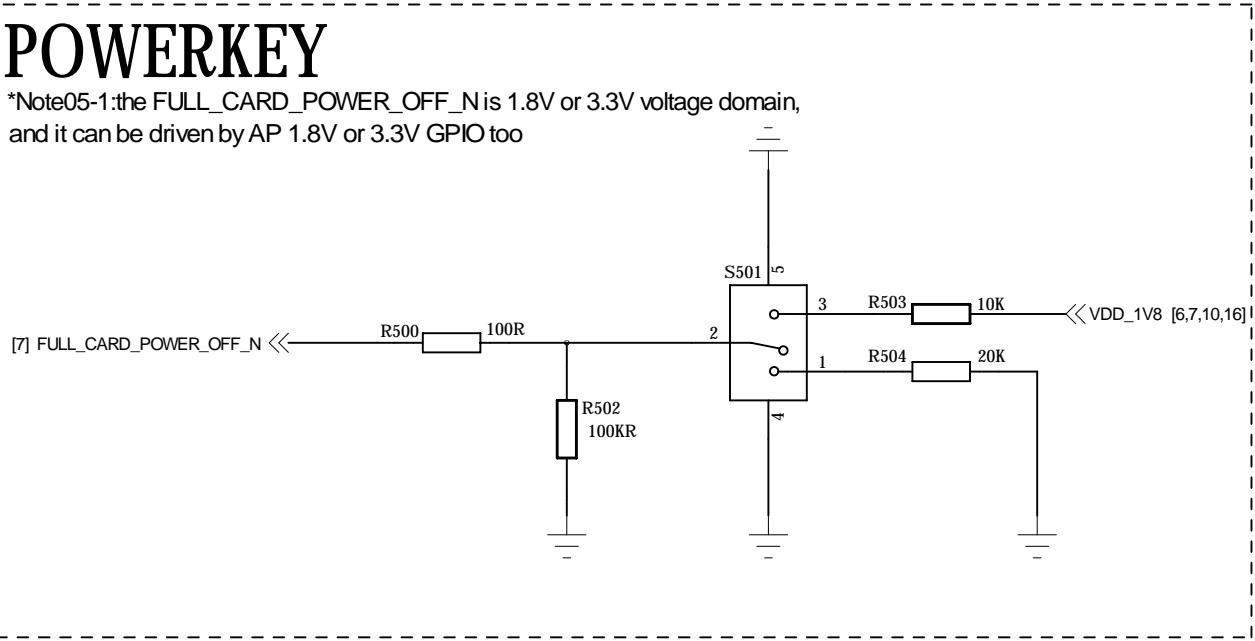 POWERKEY
*Note05-1:the FULL_CARD_POWER_OFF_N is 1.8V or 3.3V voltage domain,
and it can be driven by AP 1.8V or 3.3V GPIO too
S501
5
3
R503
10K
VDD_1V8 [6,7,10,16]
[7] FULL_CARD_POWER_OFF_N
R500
100R
2
1
R504
20K
R502
100KR
4